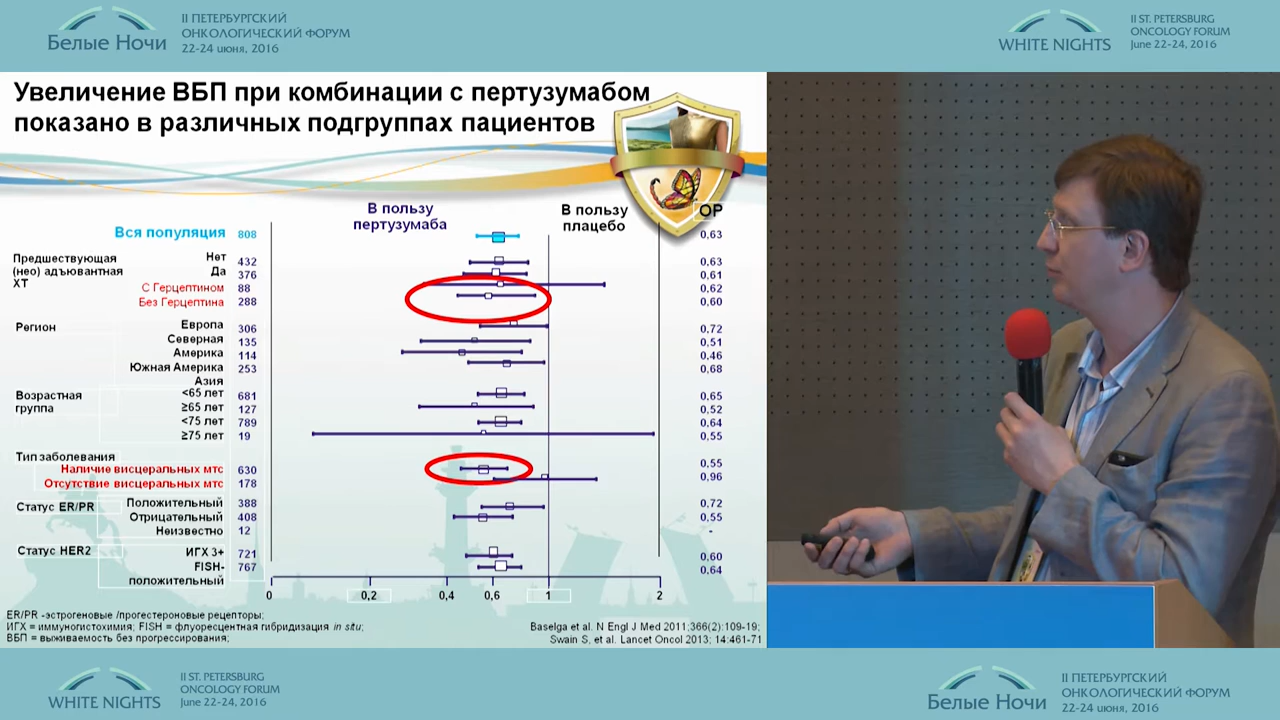 Белые Ночи
II ПЕТЕРБУРГСКИЙ
ОНКОЛОГИЧЕСКИЙ ФОРУМ
22-24 июня, 2016
WHITE NIGHTS
II ST. PETERSBURG
ONCOLOGY FORUM
June 22-24, 2016
Увеличение ВБП при комбинации с пертузумабом
показано в различных подгруппах пациентов
В пользу
пертузумаба
В пользу
плацебо
ОР
Вся популяция 808 0,63
Предшествующая
(нео) адъювантная
ХТ
Нет 432 0,63
Да 376 0,61
С Герцептином 88 0,62
Без Герцептина 288 0,60
Регион
Европа 306 0,72
Северная 135 0,51
Америка 114 0,46
Южная Америка 253 0,68
Азия
Возрастная
группа
<65 лет 681 0,65
≥65 лет 127 0,52
<75 лет 789 0,64
≥75 лет 19 0,55
Тип заболевания
Наличие висцеральных мтс 630 0,55
Отсутствие висцеральных мтс 178 0,96
Статус ER/PR
Положительный 388 0,72
Отрицательный 408 0,55
Неизвестно 12 -
Статус HER2
ИГХ 3+ 721 0,60
FISH- 767 0,64
положительный
0 0,2 0,4 0,6 1 2
ER/PR -эстрогеновые /прогестероновые рецепторы;
ИГХ = иммуногистохимия; FISH = флуоресцентная гибридизация in situ;
ВБП = выживаемость без прогрессирования;
Baselga et al. N Engl J Med 2011;366(2):109-19;
Swain S, et al. Lancet Oncol 2013; 14:461-71
WHITE NIGHTS
II ST. PETERSBURG
ONCOLOGY FORUM
June 22-24, 2016
Белые Ночи
II ПЕТЕРБУРГСКИЙ
ОНКОЛОГИЧЕСКИЙ ФОРУМ
22-24 июня, 2016